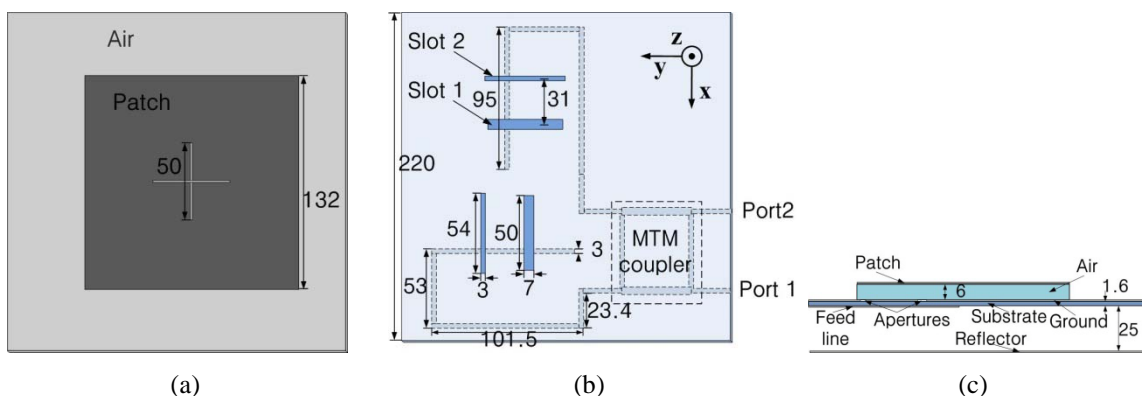 Air
Patch
50
132
(a)
Slot 2
Slot 1
95
31
z
y
x
220
54
50
3
MTM
coupler
Port2
Port 1
53
3
7
23.4
101.5
(b)
Patch
Air
6
1.6
Feed
line
Apertures
Substrate
Ground
25
Reflector
(c)